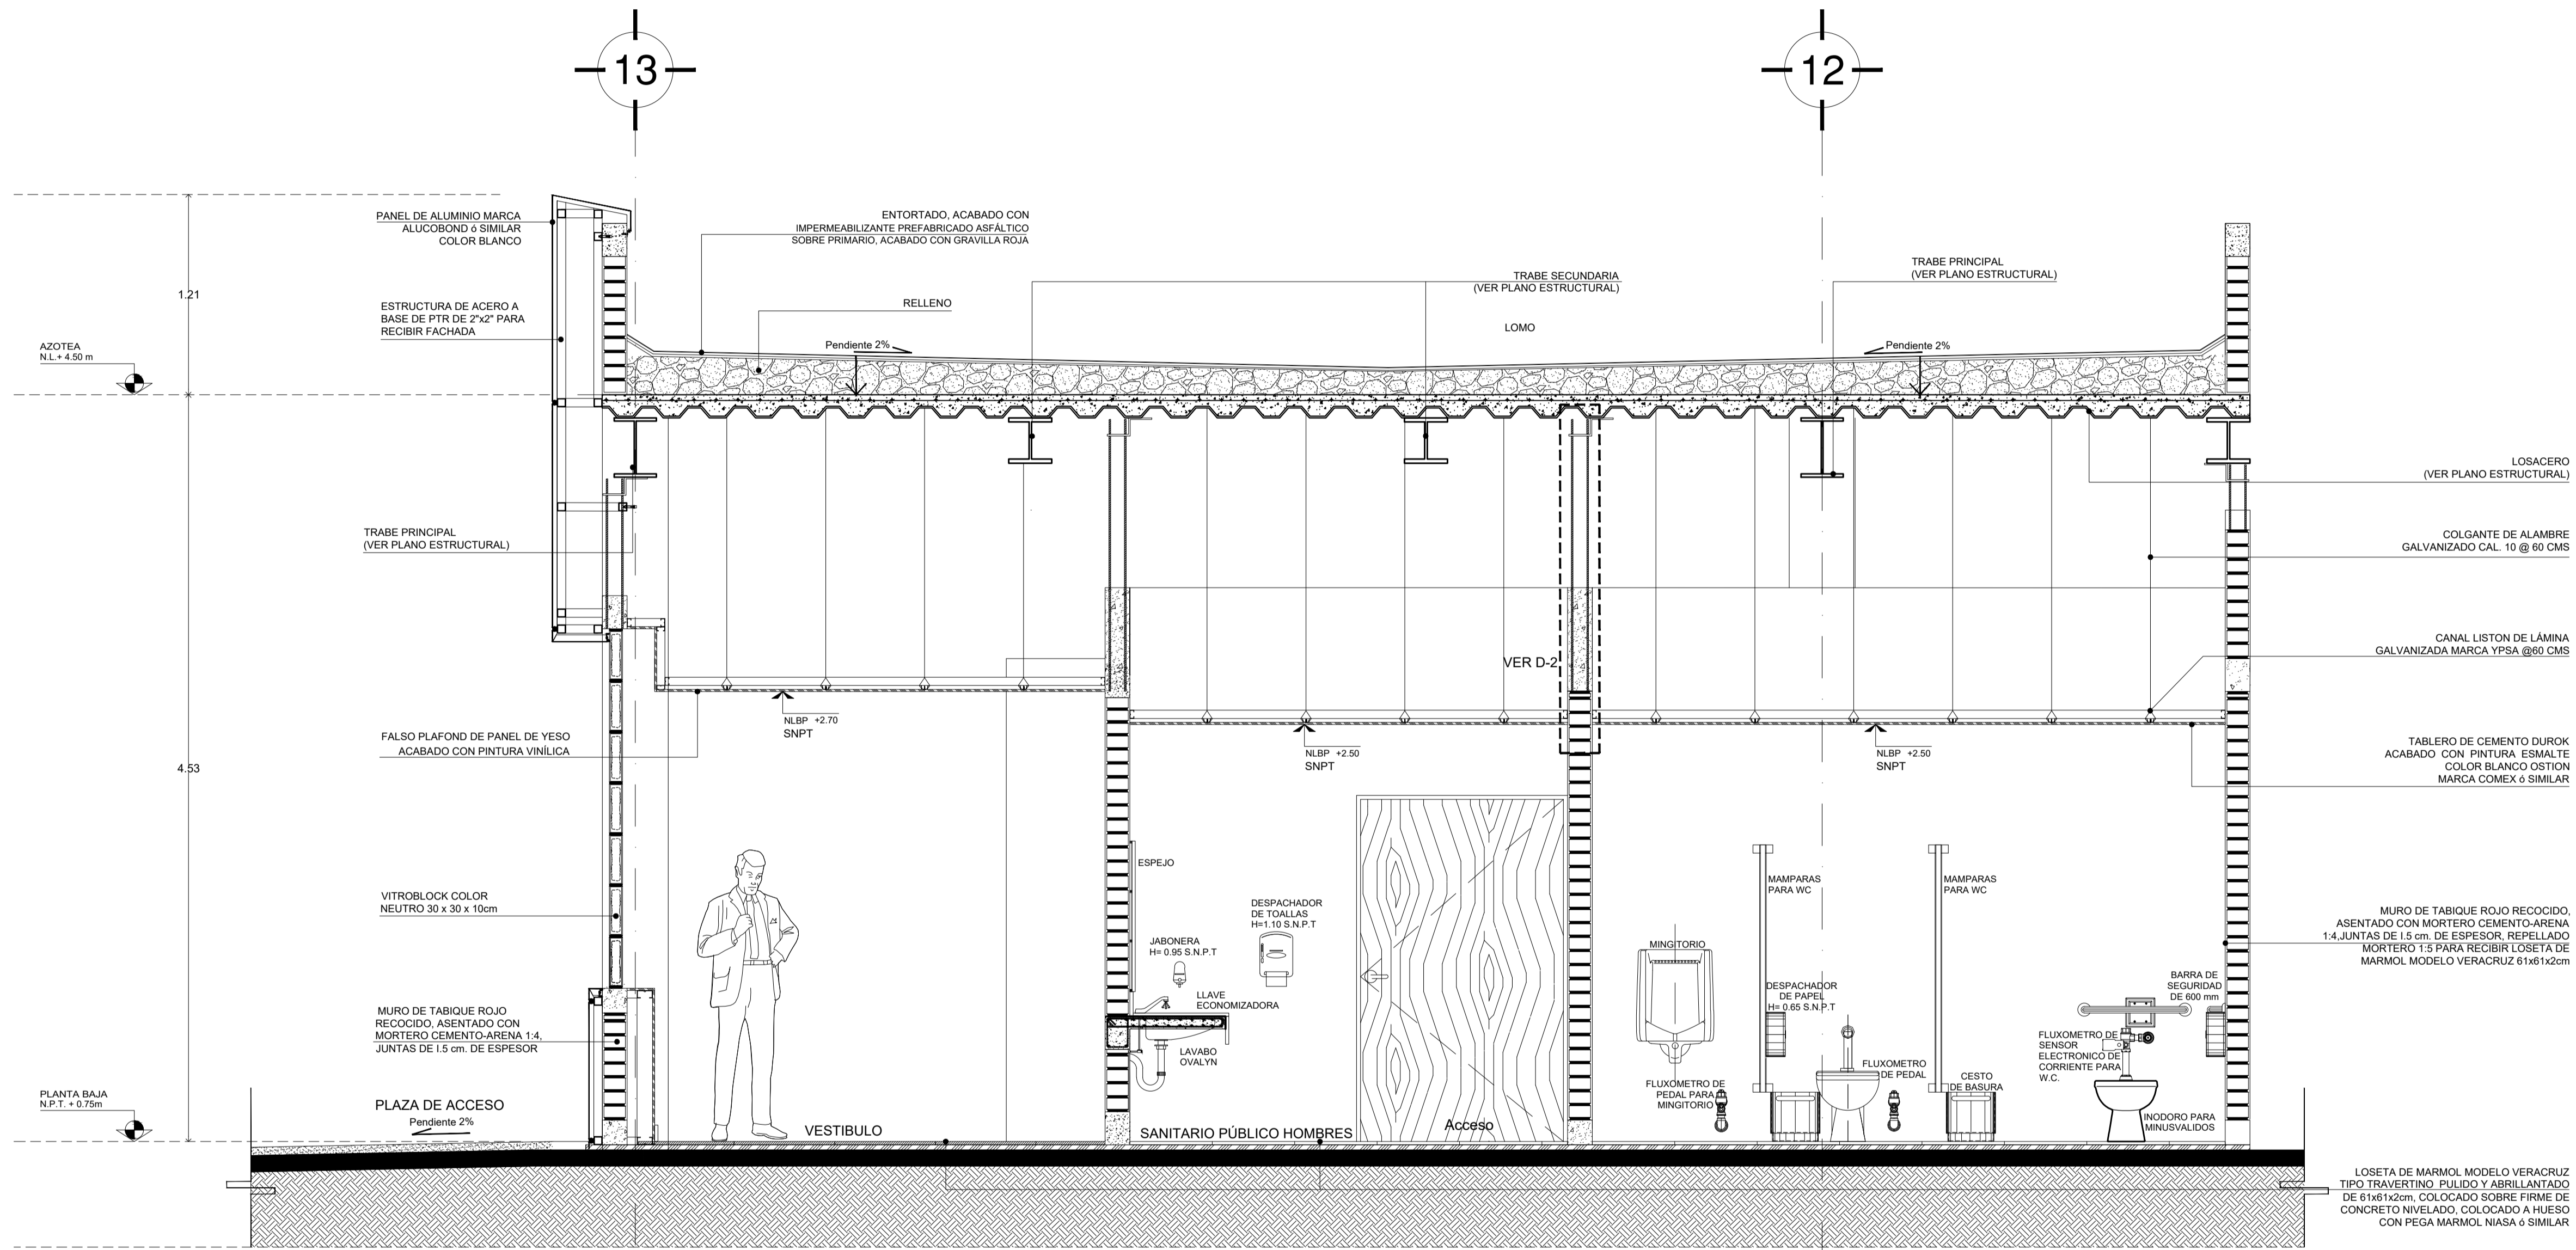 13
12
PANEL DE ALUMINIO MARCA
ALUCOBOND ó SIMILAR
COLOR BLANCO
ENTORTADO, ACABADO CON
IMPERMEABILIZANTE PREFABRICADO ASFÁLTICO
SOBRE PRIMARIO, ACABADO CON GRAVILLA ROJA
TRABE SECUNDARIA
(VER PLANO ESTRUCTURAL)
TRABE PRINCIPAL
(VER PLANO ESTRUCTURAL)
1.21
ESTRUCTURA DE ACERO A
BASE DE PTR DE 2"x2" PARA
RECIBIR FACHADA
RELLENO
LOMO
AZOTEA
N.L.+ 4.50 m
Pendiente 2%
Pendiente 2%
LOSACERO
(VER PLANO ESTRUCTURAL)
TRABE PRINCIPAL
(VER PLANO ESTRUCTURAL)
COLGANTE DE ALAMBRE
GALVANIZADO CAL. 10 @ 60 CMS
CANAL LISTON DE LÁMINA
GALVANIZADA MARCA YPSA @60 CMS
VER D-2
NLBP +2.70
SNPT
FALSO PLAFOND DE PANEL DE YESO
ACABADO CON PINTURA VINÍLICA
NLBP +2.50
SNPT
NLBP +2.50
SNPT
TABLERO DE CEMENTO DUROK
ACABADO CON PINTURA ESMALTE
COLOR BLANCO OSTION
MARCA COMEX ó SIMILAR
4.53
ESPEJO
VITROBLOCK COLOR
NEUTRO 30 x 30 x 10cm
DESPACHADOR
DE TOALLAS
H=1.10 S.N.P.T
MAMPARAS
PARA WC
MAMPARAS
PARA WC
JABONERA
H= 0.95 S.N.P.T
MINGITORIO
MURO DE TABIQUE ROJO RECOCIDO,
ASENTADO CON MORTERO CEMENTO-ARENA
1:4,JUNTAS DE I.5 cm. DE ESPESOR, REPELLADO
MORTERO 1:5 PARA RECIBIR LOSETA DE
MARMOL MODELO VERACRUZ 61x61x2cm
BARRA DE
SEGURIDAD
DE 600 mm
DESPACHADOR
DE PAPEL
H= 0.65 S.N.P.T
LLAVE
ECONOMIZADORA
MURO DE TABIQUE ROJO
RECOCIDO, ASENTADO CON
MORTERO CEMENTO-ARENA 1:4,
JUNTAS DE I.5 cm. DE ESPESOR
LAVABO
OVALYN
FLUXOMETRO DE
SENSOR
ELECTRONICO DE
CORRIENTE PARA
W.C.
FLUXOMETRO DE
PEDAL PARA
MINGITORIO
FLUXOMETRO
DE PEDAL
CESTO
DE BASURA
PLANTA BAJA
N.P.T. + 0.75m
PLAZA DE ACCESO
Pendiente 2%
VESTIBULO
SANITARIO PÚBLICO HOMBRES
Acceso
INODORO PARA
MINUSVALIDOS
LOSETA DE MARMOL MODELO VERACRUZ
TIPO TRAVERTINO PULIDO Y ABRILLANTADO
DE 61x61x2cm, COLOCADO SOBRE FIRME DE
CONCRETO NIVELADO, COLOCADO A HUESO
CON PEGA MARMOL NIASA ó SIMILAR